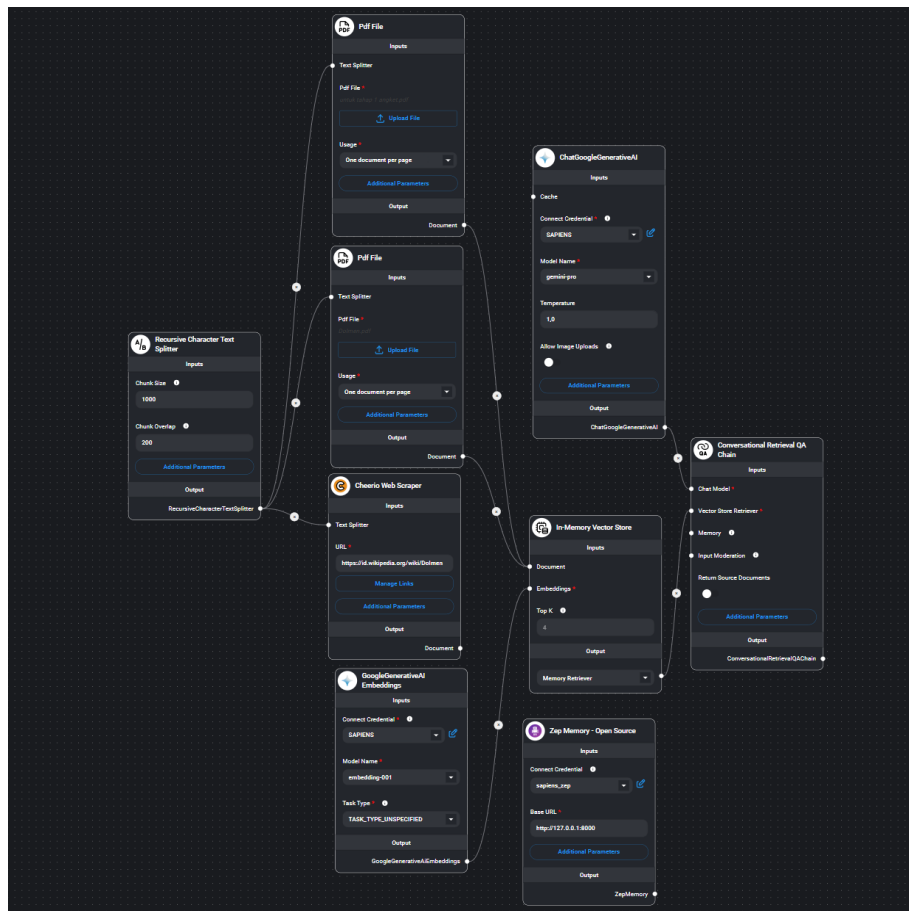 Pdf File
Inputs
Text Splitter
Pdf File *
Upload File
Usage *
One document per page
Additional Parameters
Output
Document
Pdf File
Inputs
Text Splitter
Pdf File *
Upload File
Usage *
One document per page
Additional Parameters
Output
Document
Recursive Character Text
Splitter
Inputs
Chunk Size
1000
Chunk Overlap
200
Additional Parameters
Output
RecursiveCharacterTextSplitter
Cheerio Web Scraper
Inputs
Text Splitter
URL *
https://id.wikipedia.org/wiki/Dolmen
Manage Links
Additional Parameters
Output
Document
GoogleGenerativeAI
Embeddings
Inputs
Connect Credential *
SAPIENS
Model Name *
embedding-001
Task Type *
TASK_TYPE_UNSPECIFIED
Output
GoogleGenerativeAiEmbeddings
ChatGoogleGenerativeAI
Inputs
Cache
Connect Credential *
SAPIENS
Model Name *
gemini-pro
Temperature
1,0
Allow Image Uploads
Additional Parameters
Output
ChatGoogleGenerativeAI
In-Memory Vector Store
Inputs
Document
Embeddings *
Top K
4
Output
Memory Retriever
Zep Memory - Open Source
Inputs
Connect Credential
sapiens_zep
Base URL *
http://127.0.0.1:8000
Additional Parameters
Output
ZepMemory
Conversational Retrieval QA
Chain
Inputs
Chat Model *
Vector Store Retriever *
Memory
Input Moderation
Return Source Documents
Additional Parameters
Output
ConversationalRetrievalQAChain